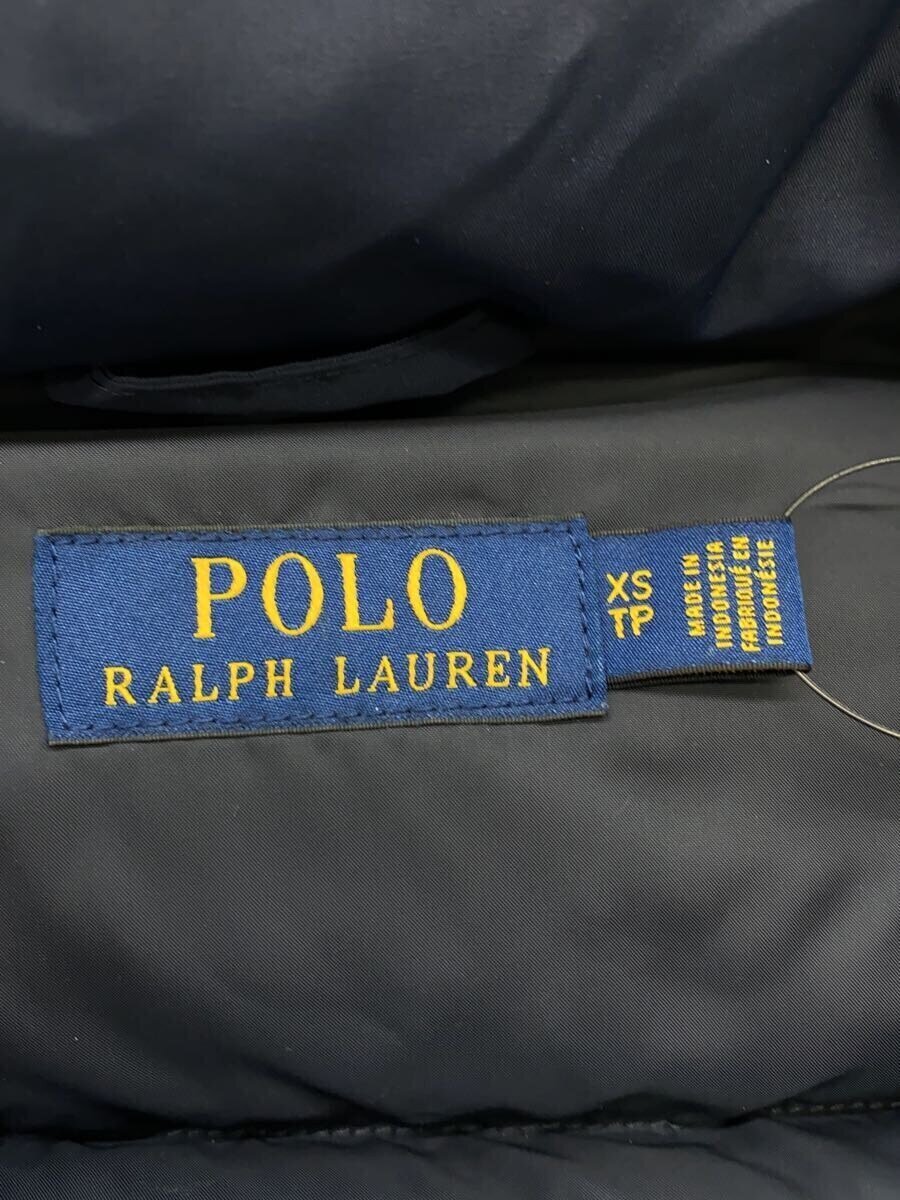 POLO
RALPH LAUREN
XS
TP
MADE IN
INDONESIA
FABRIQUÉ EN
INDONÉSIE